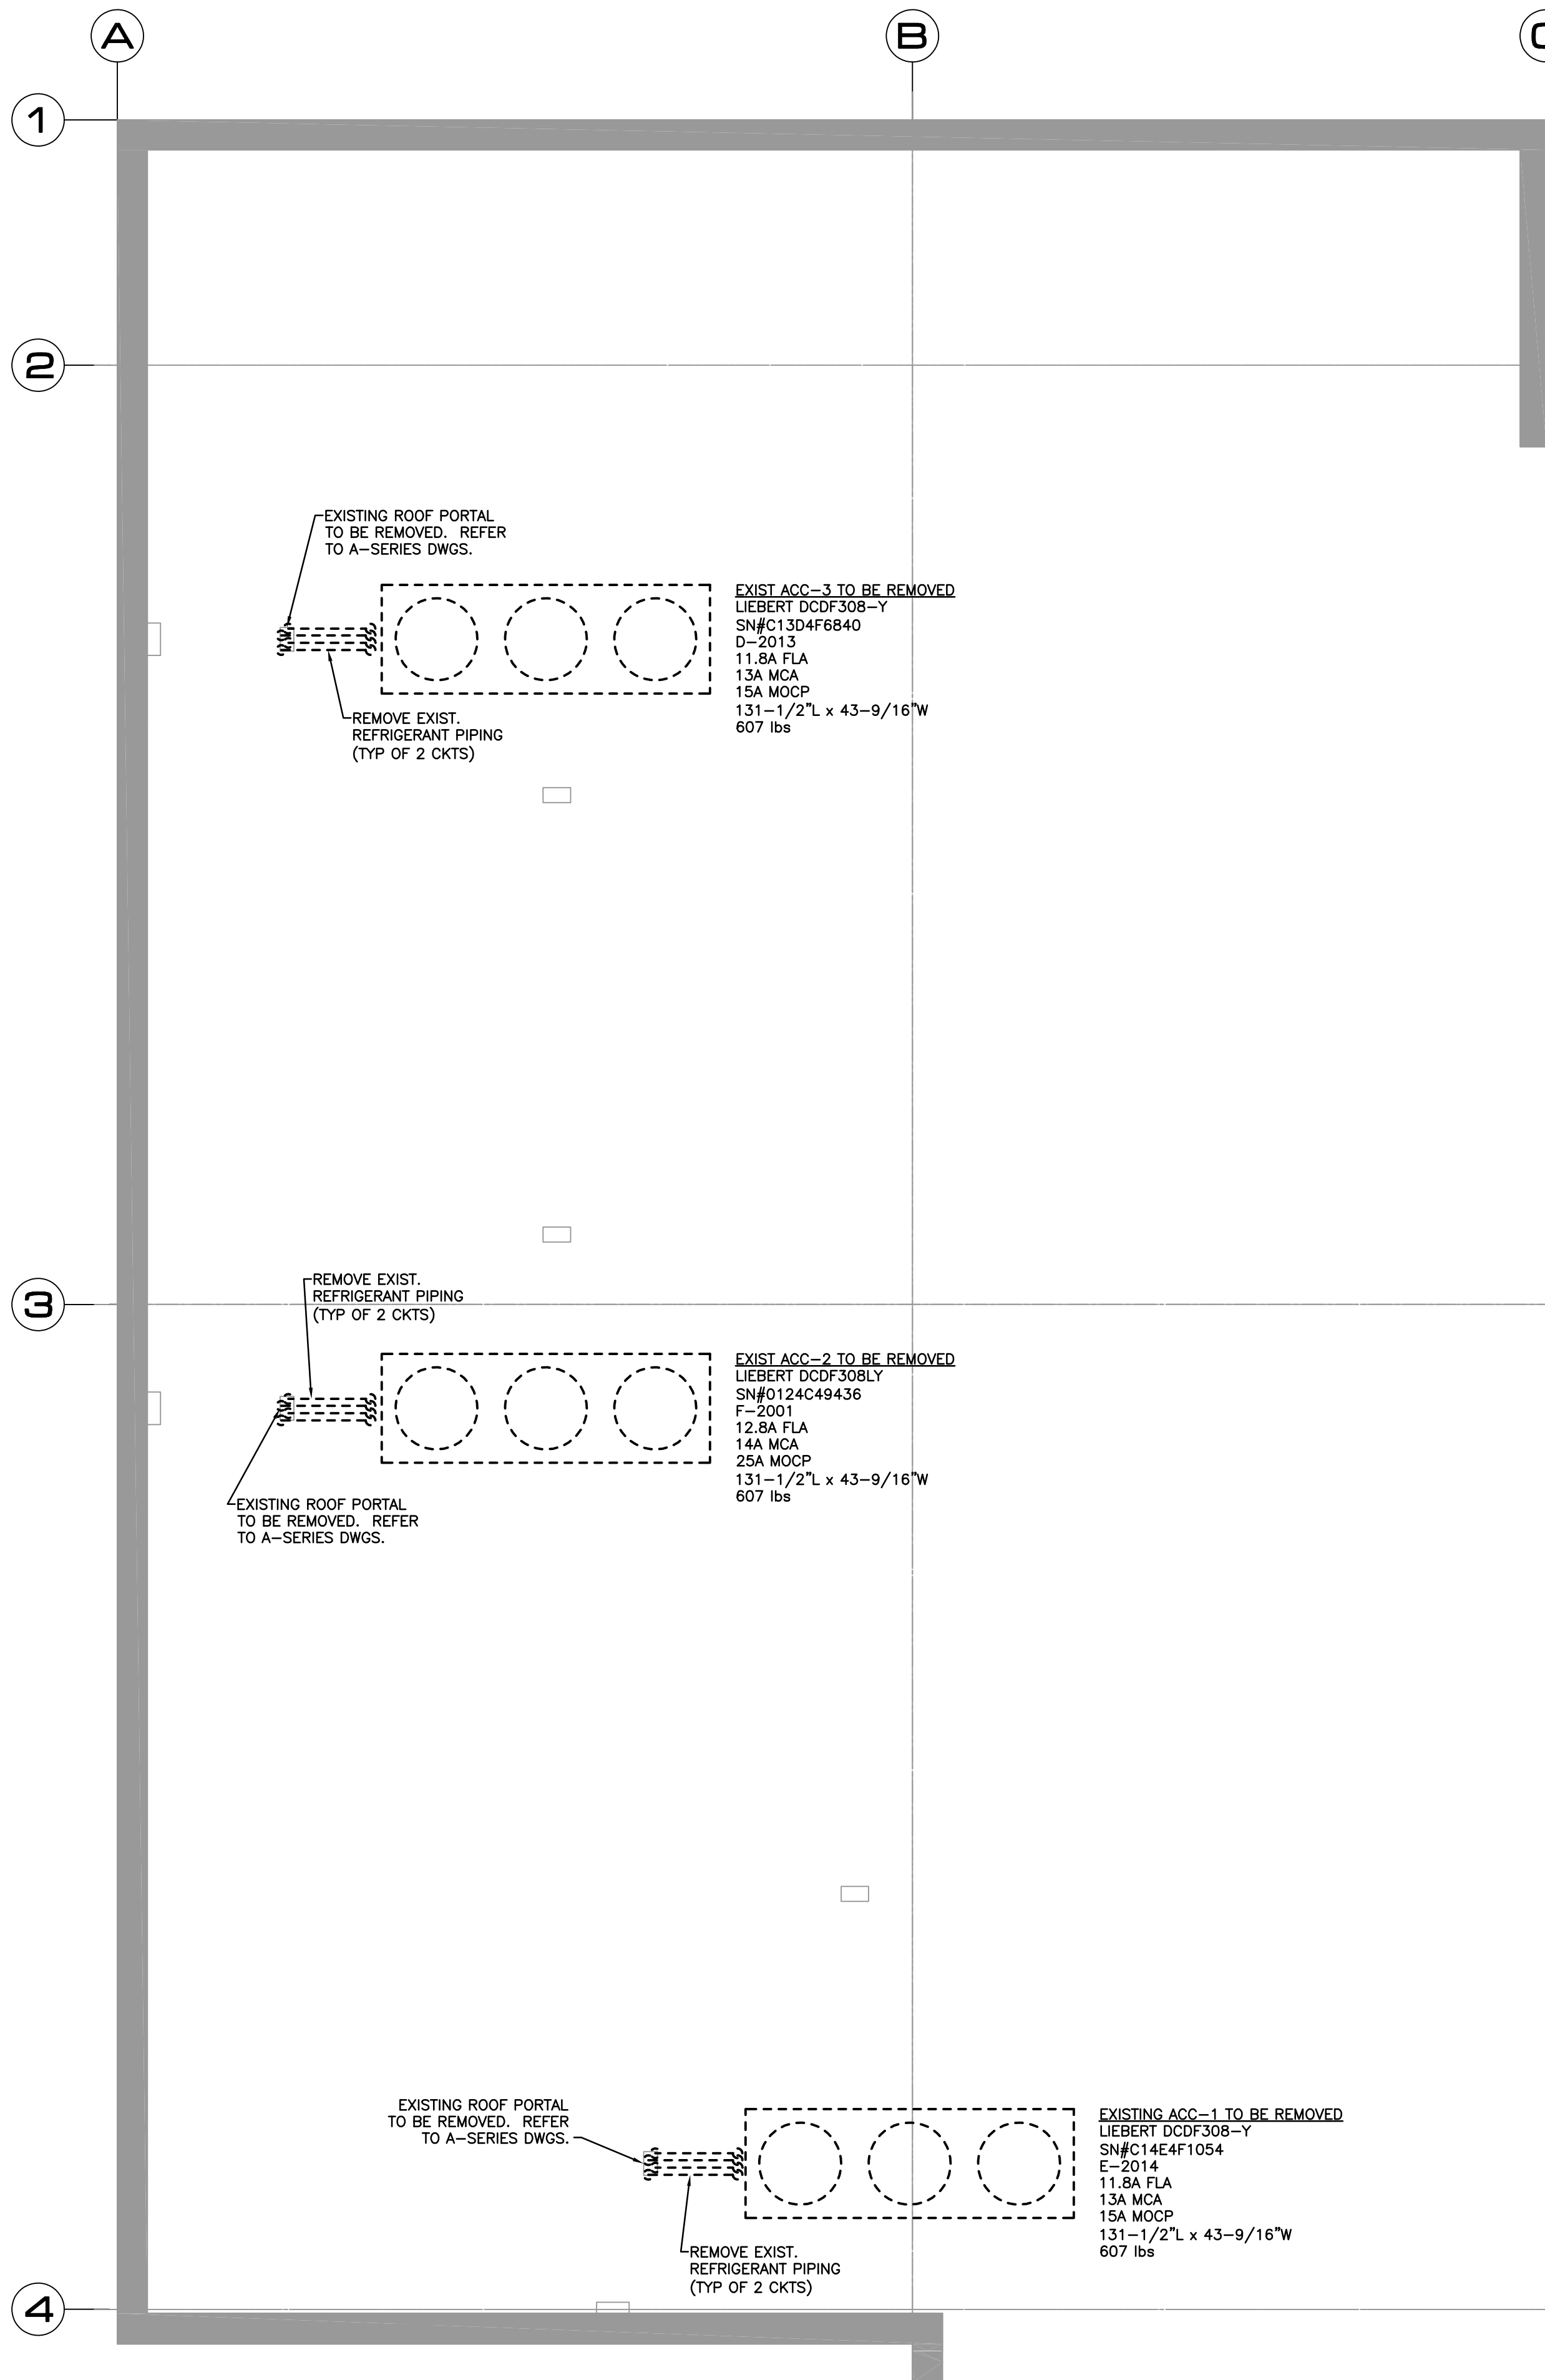 A
B
1
2
EXISTING ROOF PORTAL
TO BE REMOVED.  REFER
TO A-SERIES DWGS.
EXIST ACC-3 TO BE REMOVED
LIEBERT DCDF308-Y
SN#C13D4F6840
D-2013
11.8A FLA
13A MCA
15A MOCP
131-1/2"L x 43-9/16"W
607 lbs
REMOVE EXIST.
REFRIGERANT PIPING
(TYP OF 2 CKTS)
3
REMOVE EXIST.
REFRIGERANT PIPING
(TYP OF 2 CKTS)
EXIST ACC-2 TO BE REMOVED
LIEBERT DCDF308LY
SN#0124C49436
F-2001
12.8A FLA
14A MCA
25A MOCP
131-1/2"L x 43-9/16"W
607 lbs
EXISTING ROOF PORTAL
TO BE REMOVED.  REFER
TO A-SERIES DWGS.
EXISTING ROOF PORTAL
TO BE REMOVED.  REFER
TO A-SERIES DWGS.
EXISTING ACC-1 TO BE REMOVED
LIEBERT DCDF308-Y
SN#C14E4F1054
E-2014
11.8A FLA
13A MCA
15A MOCP
131-1/2"L x 43-9/16"W
607 lbs
REMOVE EXIST.
REFRIGERANT PIPING
(TYP OF 2 CKTS)
4